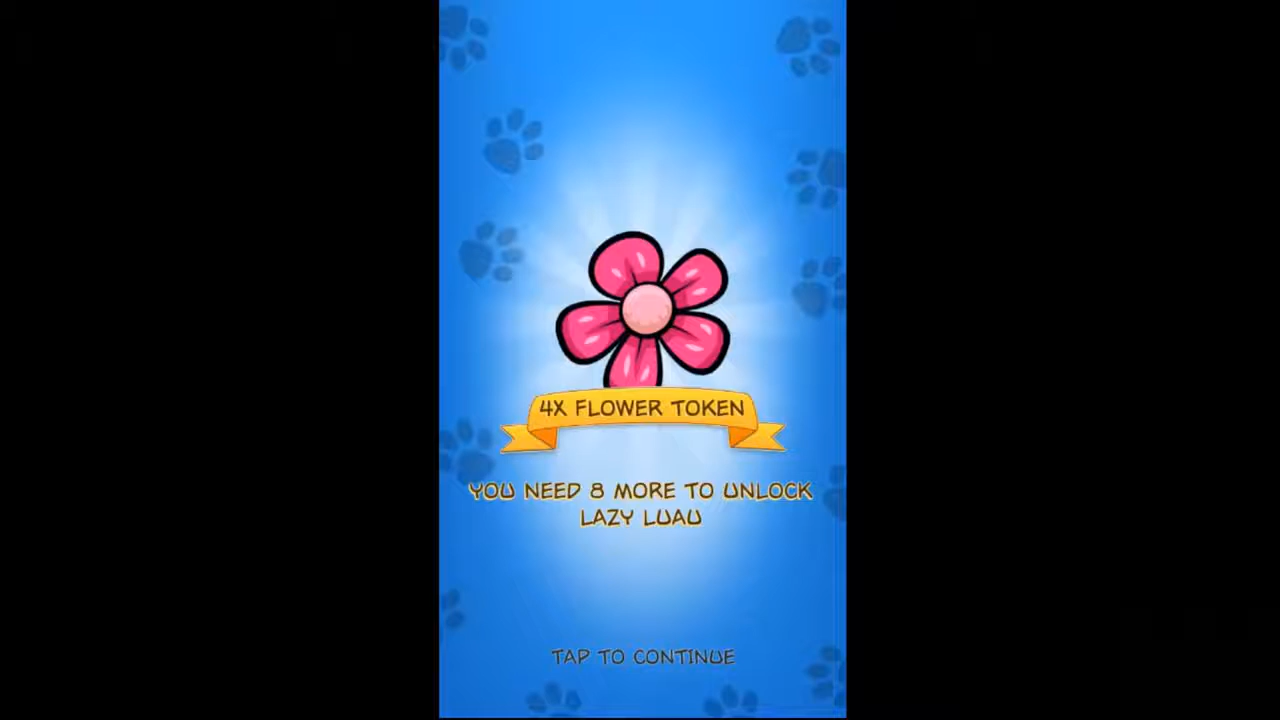 4X FLOWER TOKEN
YOU NEED 8 MORE TO UNLOCK
LAZY LUAU
TAP TO CONTINUE